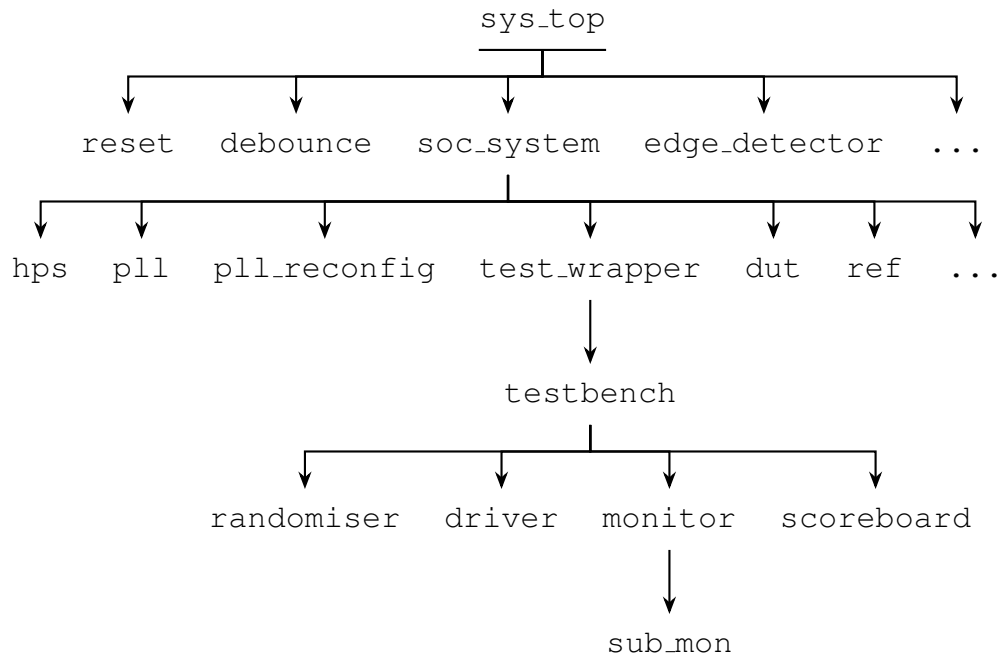 sys_top
reset debounce soc_system edge_detector ...
hps pll pll_reconfig test_wrapper dut ref ...
testbench
randomiser driver monitor scoreboard
sub_mon